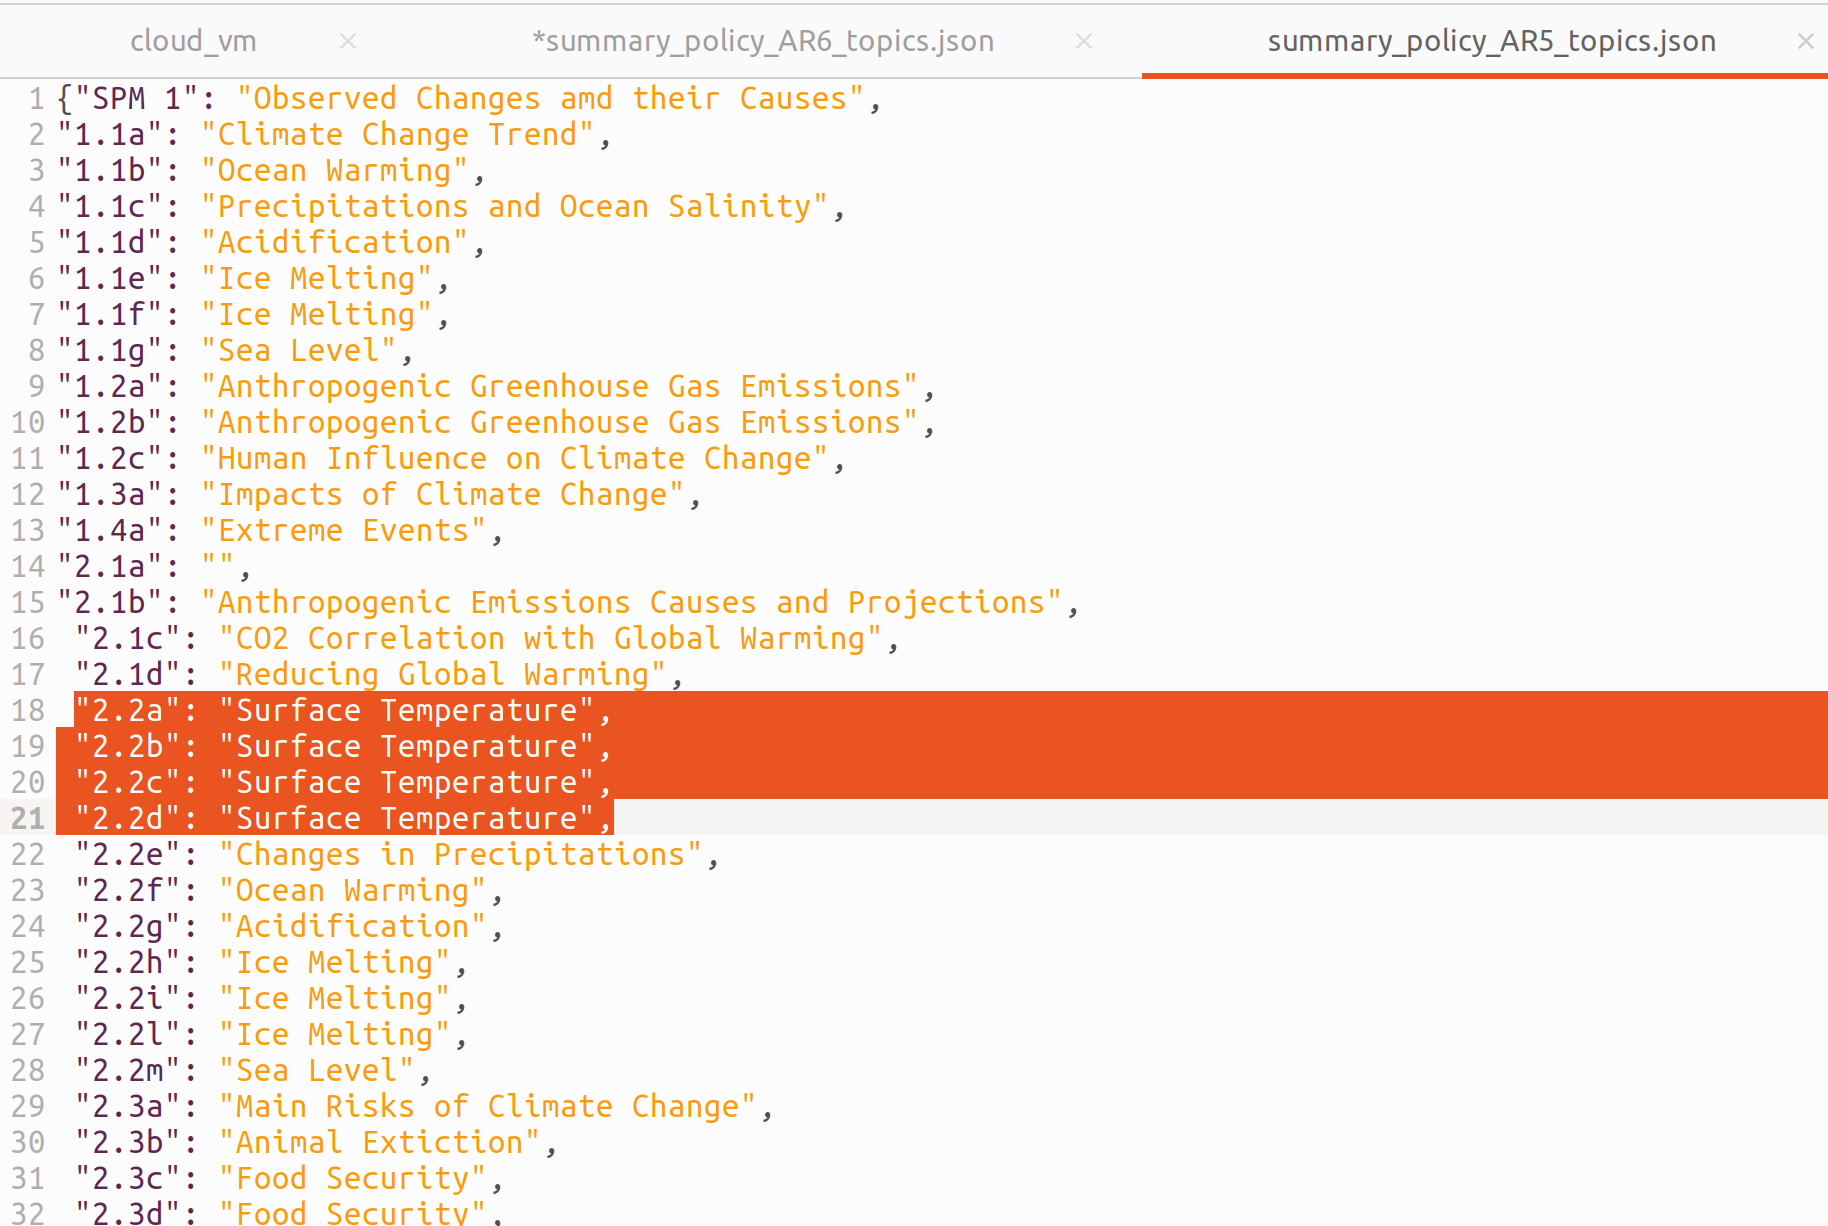 cloud_vm × *summary_policy_AR6_topics.json × summary_policy_AR5_topics.json ×
1 {"SPM 1": "Observed Changes amd their Causes",
2 "1.1a": "Climate Change Trend",
3 "1.1b": "Ocean Warming",
4 "1.1c": "Precipitations and Ocean Salinity",
5 "1.1d": "Acidification",
6 "1.1e": "Ice Melting",
7 "1.1f": "Ice Melting",
8 "1.1g": "Sea Level",
9 "1.2a": "Anthropogenic Greenhouse Gas Emissions",
10 "1.2b": "Anthropogenic Greenhouse Gas Emissions",
11 "1.2c": "Human Influence on Climate Change",
12 "1.3a": "Impacts of Climate Change",
13 "1.4a": "Extreme Events",
14 "2.1a": "",
15 "2.1b": "Anthropogenic Emissions Causes and Projections",
16 "2.1c": "CO2 Correlation with Global Warming",
17 "2.1d": "Reducing Global Warming",
18 "2.2a": "Surface Temperature",
19 "2.2b": "Surface Temperature",
20 "2.2c": "Surface Temperature",
21 "2.2d": "Surface Temperature",
22 "2.2e": "Changes in Precipitations",
23 "2.2f": "Ocean Warming",
24 "2.2g": "Acidification",
25 "2.2h": "Ice Melting",
26 "2.2i": "Ice Melting",
27 "2.2l": "Ice Melting",
28 "2.2m": "Sea Level",
29 "2.3a": "Main Risks of Climate Change",
30 "2.3b": "Animal Extiction",
31 "2.3c": "Food Security",
32 "2.3d": "Food Security",